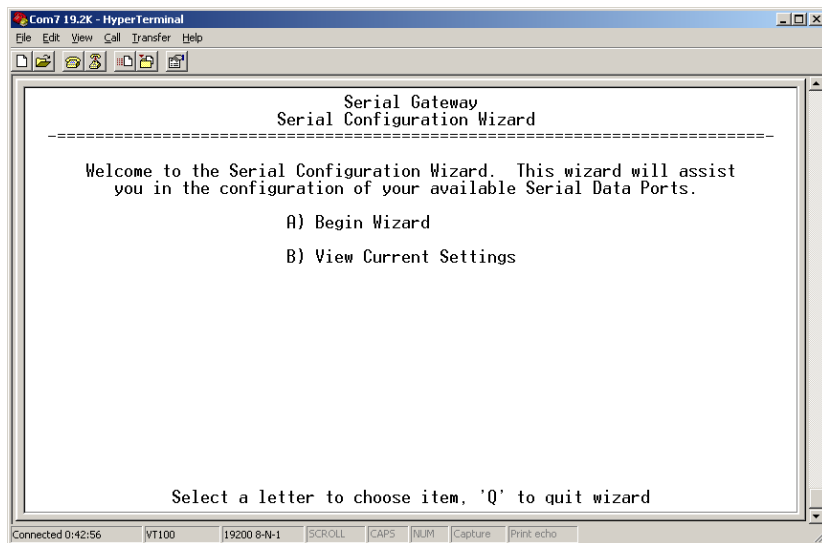 Com7 19.2K - HyperTerminal
File Edit View Call Transfer Help
Serial Gateway
Serial Configuration Wizard
-==========================================================================-
Welcome to the Serial Configuration Wizard. This wizard will assist
you in the configuration of your available Serial Data Ports.
A) Begin Wizard
B) View Current Settings
Select a letter to choose item, 'Q' to quit wizard
Connected 0:42:56 VT100 19200 8-N-1 SCROLL CAPS NUM Capture Print echo